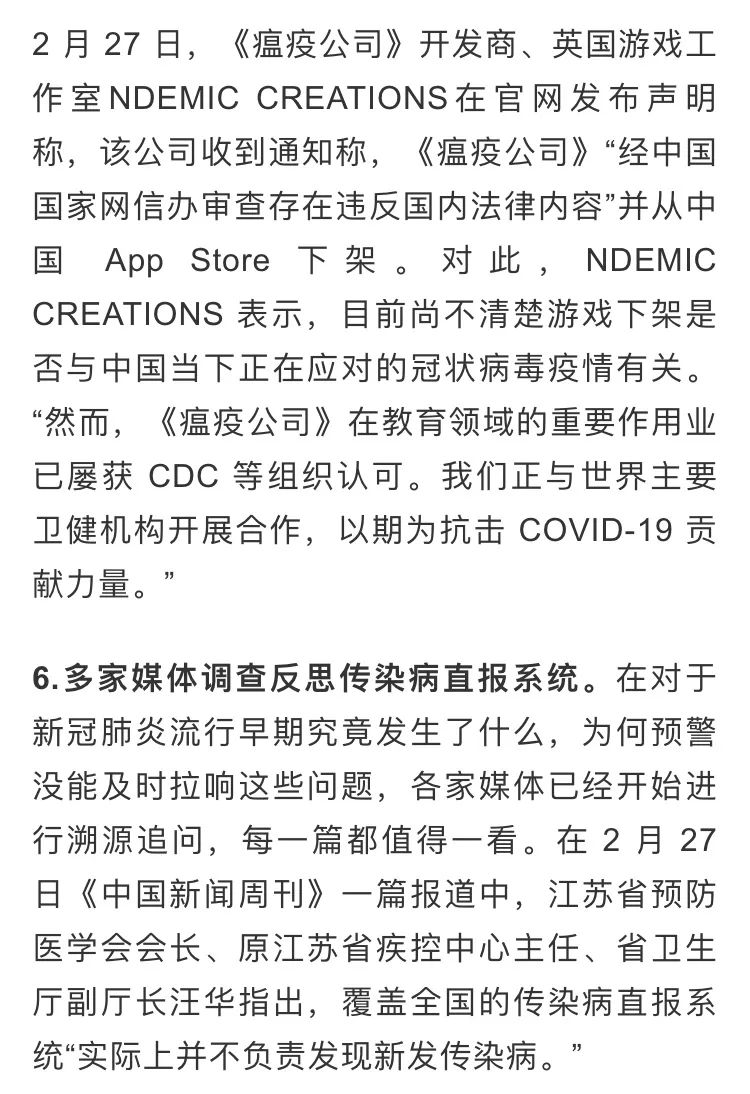 2 月 27 日，《瘟疫公司》开发商、英国游戏工
作室NDEMIC CREATIONS在官网发布声明
称，该公司收到通知称，《瘟疫公司》“经中国
国家网信办审查存在违反国内法律内容”并从中
国 App Store 下架。对此，NDEMIC
CREATIONS 表示，目前尚不清楚游戏下架是
否与中国当下正在应对的冠状病毒疫情有关。
“然而，《瘟疫公司》在教育领域的重要作用业
已屡获 CDC 等组织认可。我们正与世界主要
卫健机构开展合作，以期为抗击 COVID-19 贡
献力量。”
6.多家媒体调查反思传染病直报系统。在对于
新冠肺炎流行早期究竟发生了什么，为何预警
没能及时拉响这些问题，各家媒体已经开始进
行溯源追问，每一篇都值得一看。在 2 月 27
日《中国新闻周刊》一篇报道中，江苏省预防
医学会会长、原江苏省疾控中心主任、省卫生
厅副厅长汪华指出，覆盖全国的传染病直报系
统“实际上并不负责发现新发传染病。”